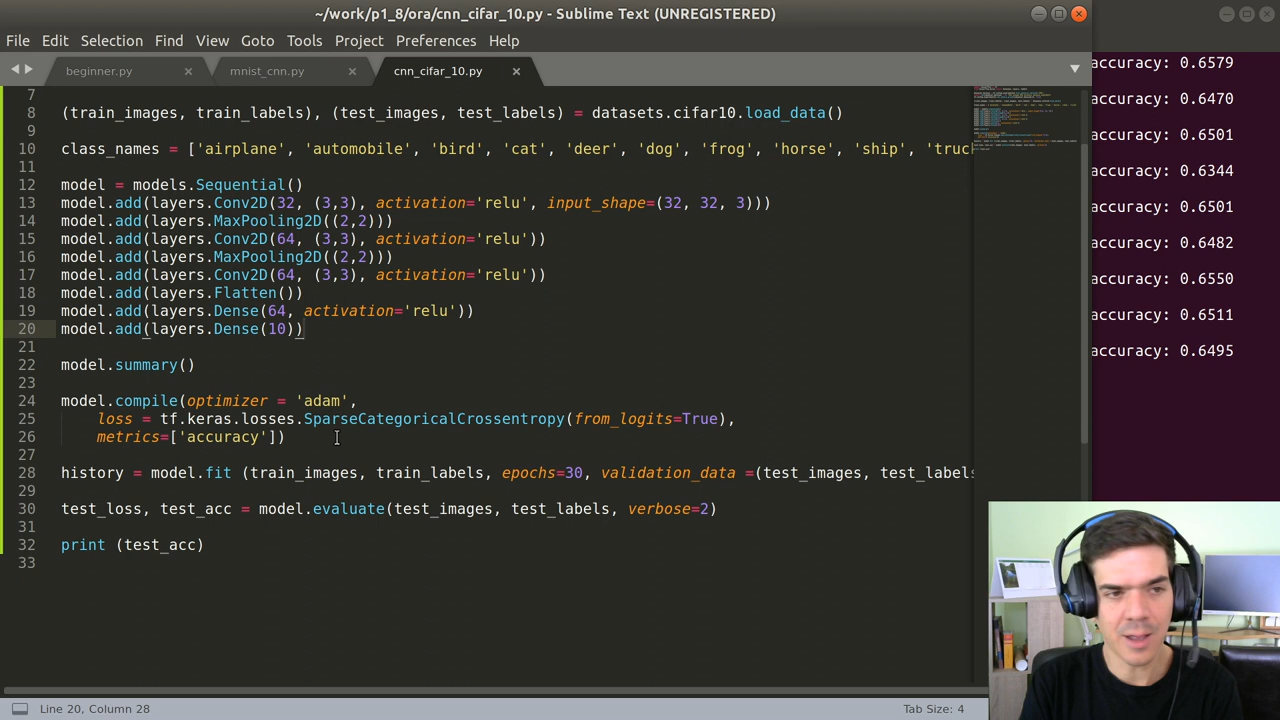 ~/work/p1_8/ora/cnn_cifar_10.py - Sublime Text (UNREGISTERED)
File Edit Selection Find View Goto Tools Project Preferences Help
beginner.py × mnist_cnn.py × cnn_cifar_10.py ×
7
8 (train_images, train_labels), (test_images, test_labels) = datasets.cifar10.load_data()
9
10 class_names = ['airplane', 'automobile', 'bird', 'cat', 'deer', 'dog', 'frog', 'horse', 'ship', 'truc
11
12 model = models.Sequential()
13 model.add(layers.Conv2D(32, (3,3), activation='relu', input_shape=(32, 32, 3)))
14 model.add(layers.MaxPooling2D((2,2)))
15 model.add(layers.Conv2D(64, (3,3), activation='relu'))
16 model.add(layers.MaxPooling2D((2,2)))
17 model.add(layers.Conv2D(64, (3,3), activation='relu'))
18 model.add(layers.Flatten())
19 model.add(layers.Dense(64, activation='relu'))
20 model.add(layers.Dense(10))
21
22 model.summary()
23
24 model.compile(optimizer = 'adam',
25 loss = tf.keras.losses.SparseCategoricalCrossentropy(from_logits=True),
26 metrics=['accuracy'])
27
28 history = model.fit (train_images, train_labels, epochs=30, validation_data =(test_images, test_labels
29
30 test_loss, test_acc = model.evaluate(test_images, test_labels, verbose=2)
31
32 print (test_acc)
33
Line 20, Column 28 Tab Size: 4
accuracy: 0.6579
accuracy: 0.6470
accuracy: 0.6501
accuracy: 0.6344
accuracy: 0.6501
accuracy: 0.6482
accuracy: 0.6550
accuracy: 0.6511
accuracy: 0.6495